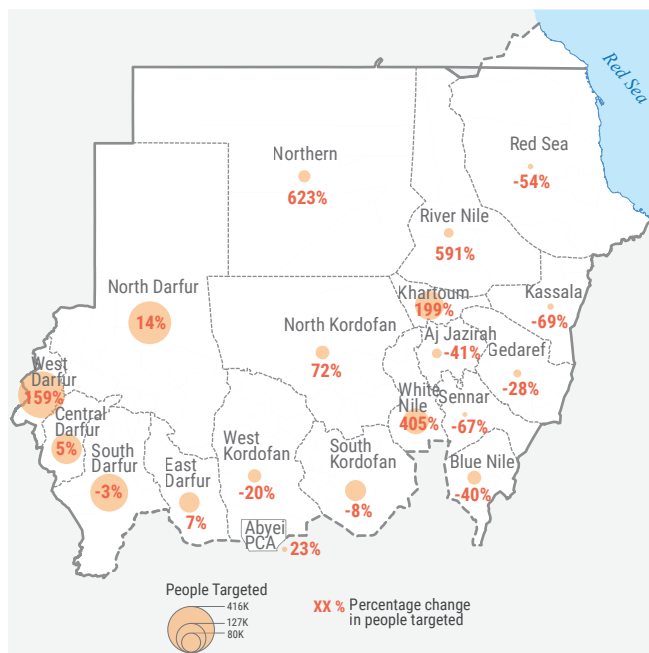 Red Sea
Northern
623%
Red Sea
-54%
River Nile
591%
North Darfur
14%
Khartoum
199%
Kassala
-69%
North Kordofan
72%
Aj Jazirah
-41%
Gedaref
-28%
West
Darfur
159%
White
Nile
405%
Sennar
-67%
Central
Darfur
5%
South
Darfur
-3%
East
Darfur
7%
West
Kordofan
-20%
South
Kordofan
-8%
Blue Nile
-40%
Abyei
PCA
23%
People Targeted
416K
127K
80K
XX % Percentage change
in people targeted